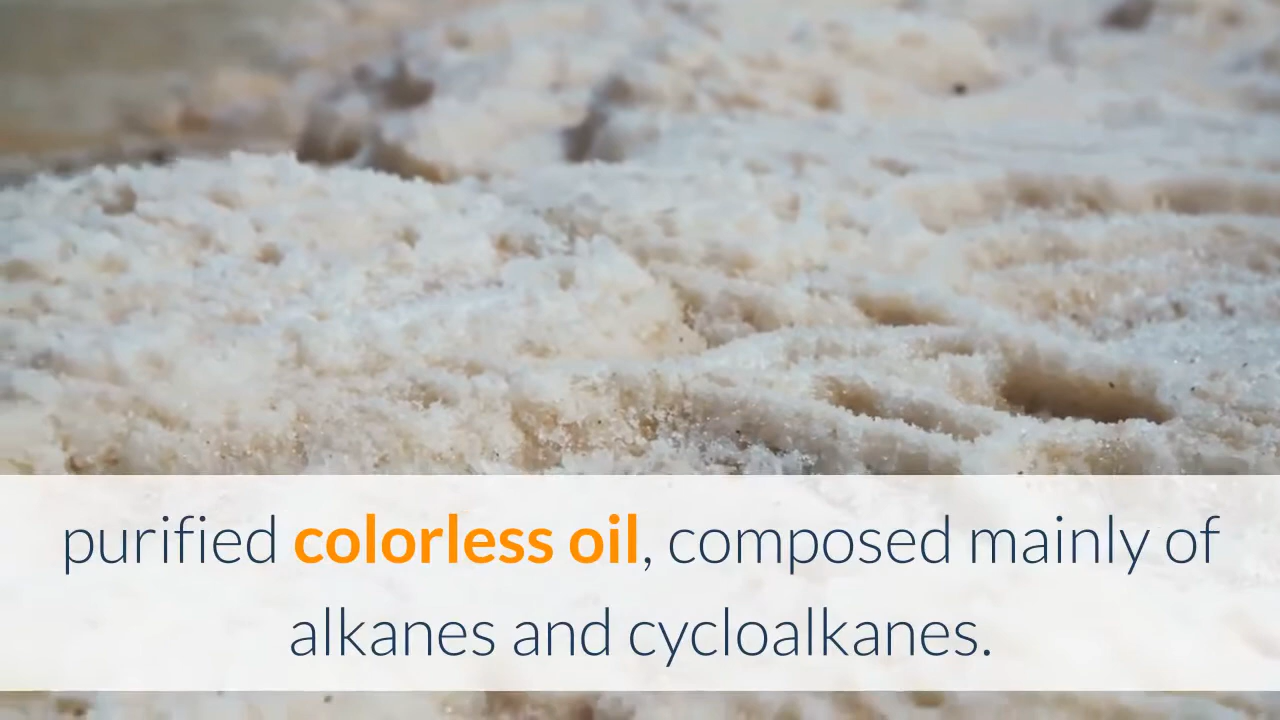 purified colorless oil, composed mainly of
alkanes and cycloalkanes.